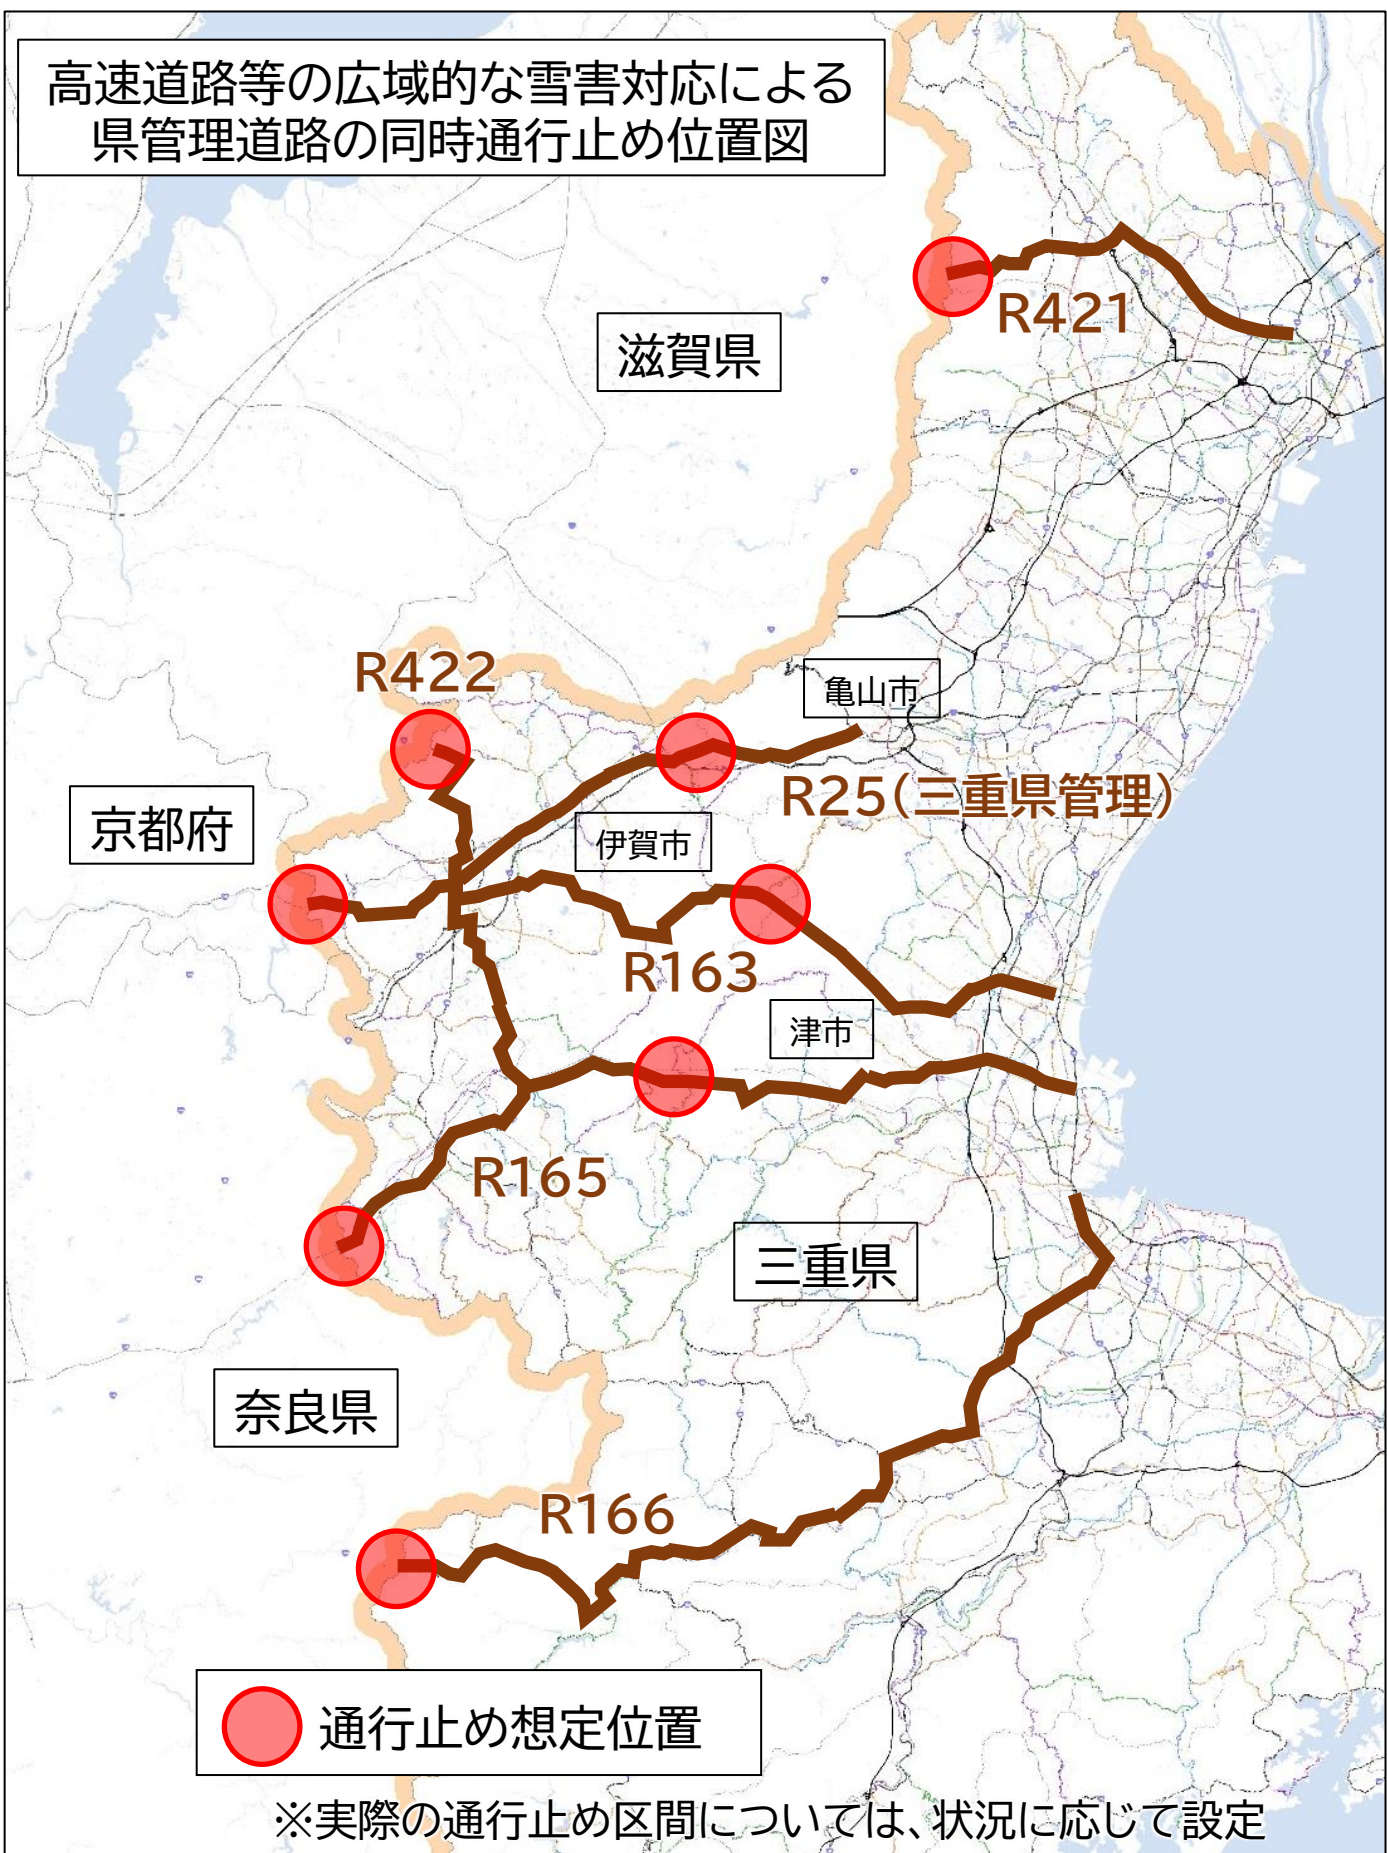 高速道路等の広域的な雪害対応による
県管理道路の同時通行止め位置図
R421
滋賀県
R422
亀山市
R25(三重県管理)
京都府
伊賀市
R163
津市
R165
三重県
奈良県
R166
通行止め想定位置
※実際の通行止め区間については、状況に応じて設定